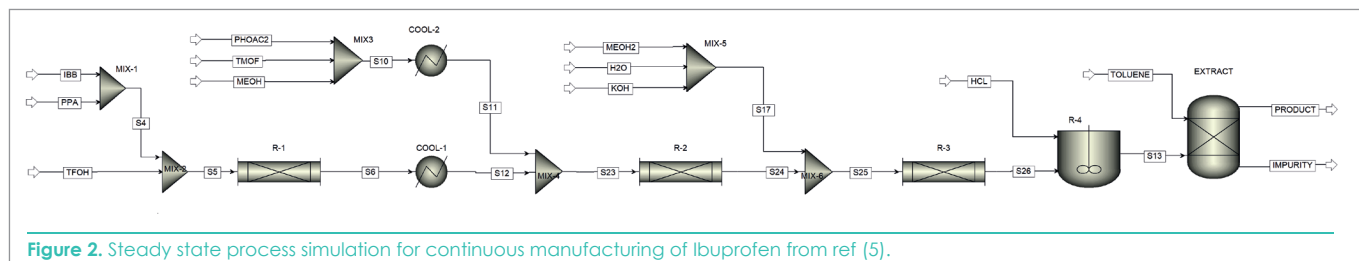 PHOAC2
TMOF
MEOH
MIX3
S10
COOL-2
MEOH2
H2O
KOH
MIX-5
IBB
PPA
MIX-1
S4
S11
S17
HCL
TOLUENE
EXTRACT
PRODUCT
IMPURITY
TFOH
MIX-2
S5
R-1
S6
COOL-1
S12
MIX-4
S23
R-2
S24
MIX-6
S25
R-3
S26
R-4
S13
Figure 2. Steady state process simulation for continuous manufacturing of Ibuprofen from ref (5).